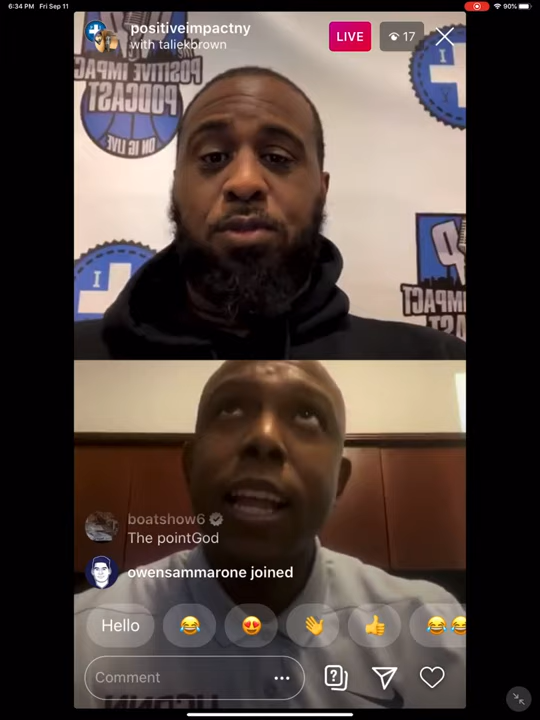 6:34 PM Fri Sep 11
90%
positiveimpactny
with taliekbrown
LIVE
17
POSITIVE IMPACT
PODCAST
ON IG LIVE
IMPACT
boatshow6
The pointGod
owensammarone joined
Hello
Comment
UCONN